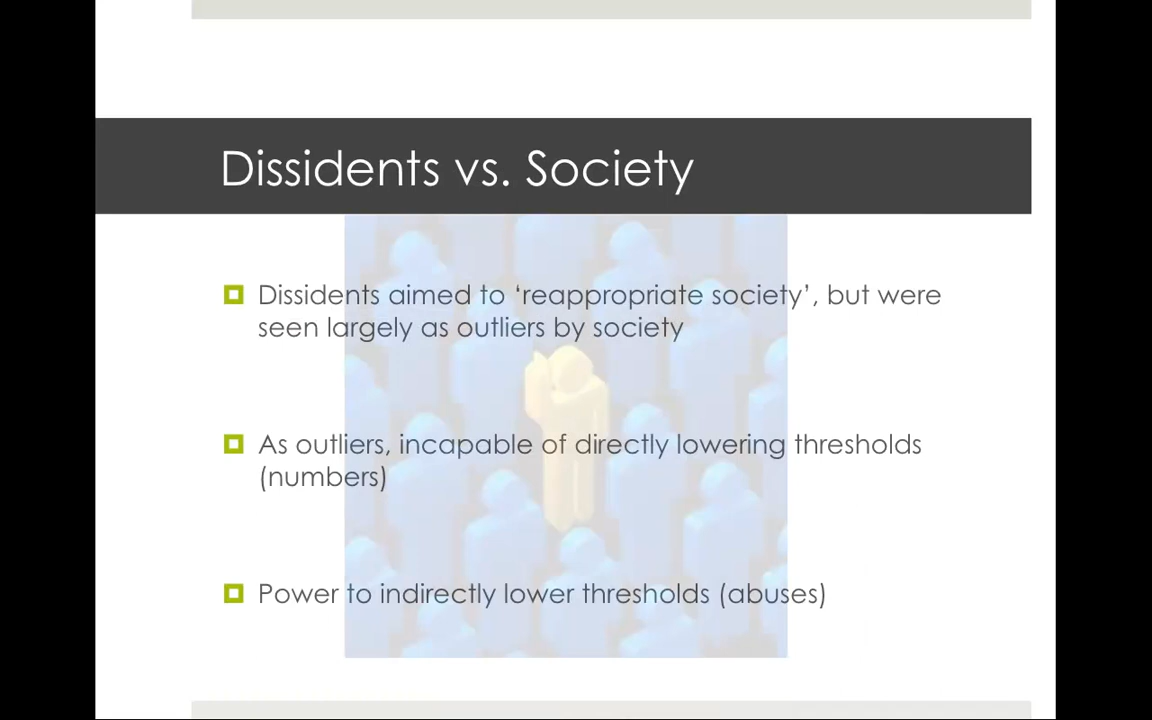 Dissidents vs. Society
Dissidents aimed to ‘reappropriate society’, but were
seen largely as outliers by society
As outliers, incapable of directly lowering thresholds
(numbers)
Power to indirectly lower thresholds (abuses)